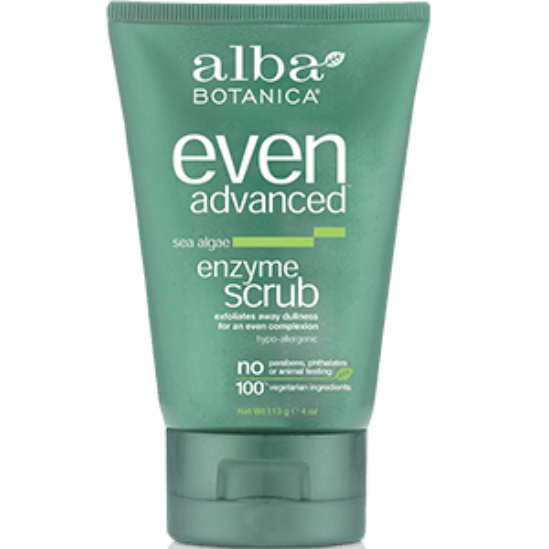 alba
BOTANICA®
even
advanced™
sea algae
enzyme
scrub
exfoliates away dullness
for an even complexion
hypo-allergenic
no parabens, phthalates
or animal testing
100% vegetarian ingredients
Net Wt 113 g • 4 oz